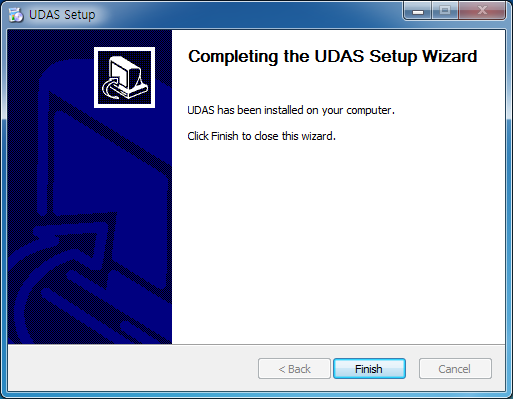 UDAS Setup
Completing the UDAS Setup Wizard
UDAS has been installed on your computer.
Click Finish to close this wizard.
< Back
Finish
Cancel